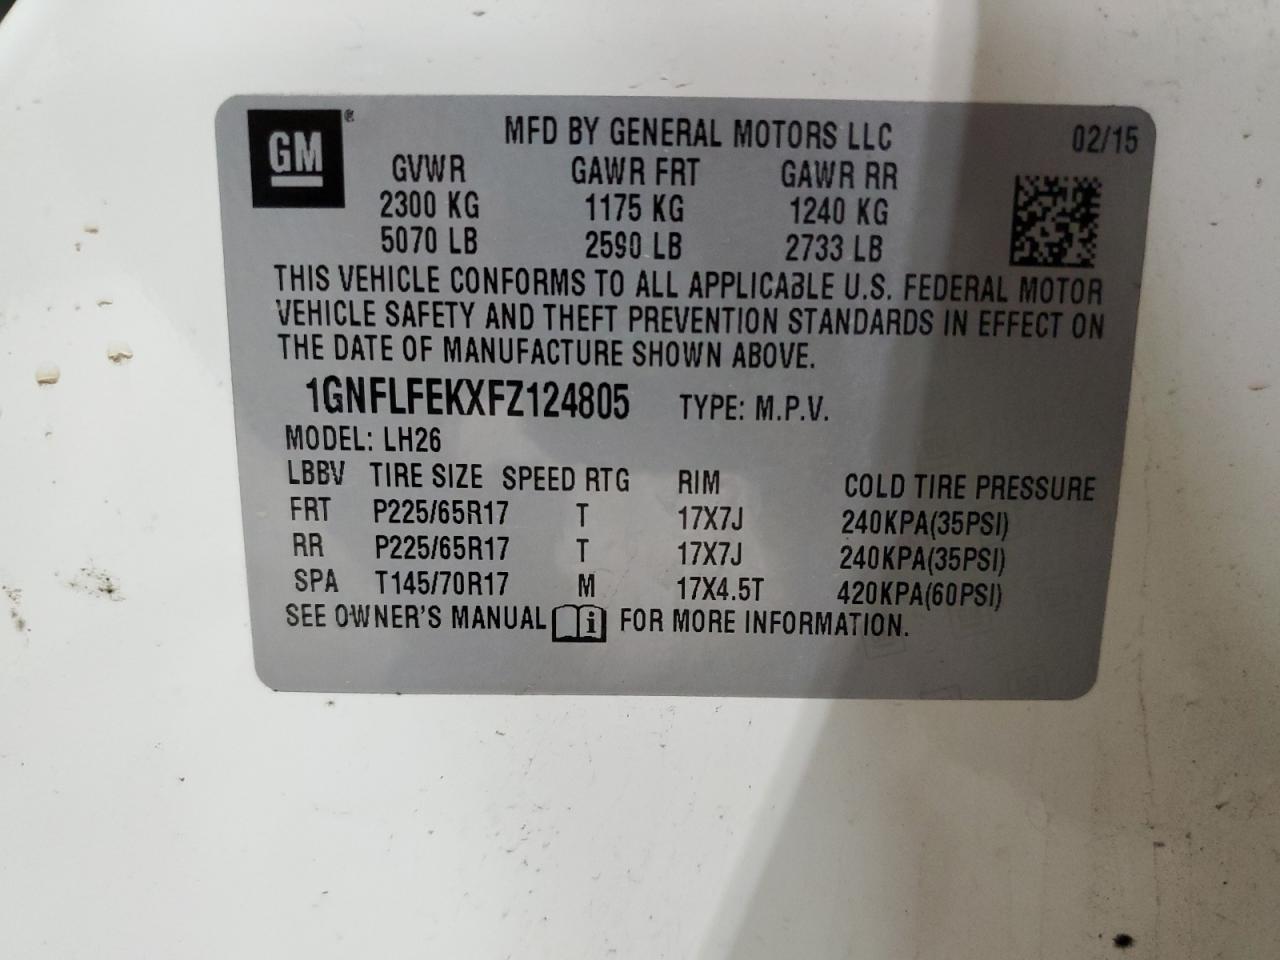 GM®
MFD BY GENERAL MOTORS LLC 02/15
GVWR GAWR FRT GAWR RR
2300 KG 1175 KG 1240 KG
5070 LB 2590 LB 2733 LB
THIS VEHICLE CONFORMS TO ALL APPLICABLE U.S. FEDERAL MOTOR
VEHICLE SAFETY AND THEFT PREVENTION STANDARDS IN EFFECT ON
THE DATE OF MANUFACTURE SHOWN ABOVE.
1GNFLFEKXFZ124805 TYPE: M.P.V.
MODEL: LH26
LBBV TIRE SIZE SPEED RTG RIM COLD TIRE PRESSURE
FRT P225/65R17 T 17X7J 240KPA(35PSI)
RR P225/65R17 T 17X7J 240KPA(35PSI)
SPA T145/70R17 M 17X4.5T 420KPA(60PSI)
SEE OWNER'S MANUAL i FOR MORE INFORMATION.